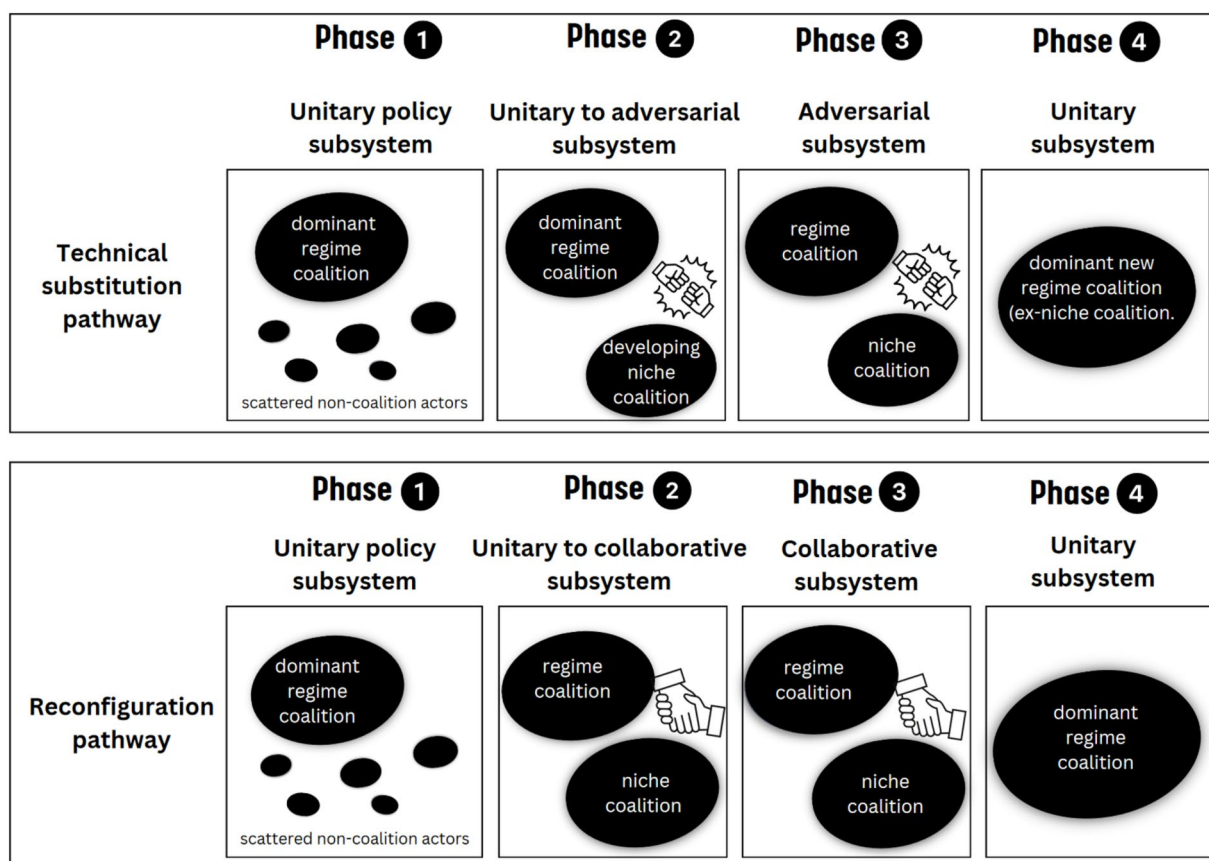 Phase 1
Phase 2
Phase 3
Phase 4
Unitary policy
subsystem
Unitary to adversarial
subsystem
Adversarial
subsystem
Unitary
subsystem
Technical
substitution
pathway
dominant
regime
coalition
scattered non-coalition actors
dominant
regime
coalition
developing
niche
coalition
regime
coalition
niche
coalition
dominant new
regime coalition
(ex-niche coalition.
Phase 1
Phase 2
Phase 3
Phase 4
Unitary policy
subsystem
Unitary to collaborative
subsystem
Collaborative
subsystem
Unitary
subsystem
Reconfiguration
pathway
dominant
regime
coalition
scattered non-coalition actors
regime
coalition
niche
coalition
regime
coalition
niche
coalition
dominant
regime
coalition